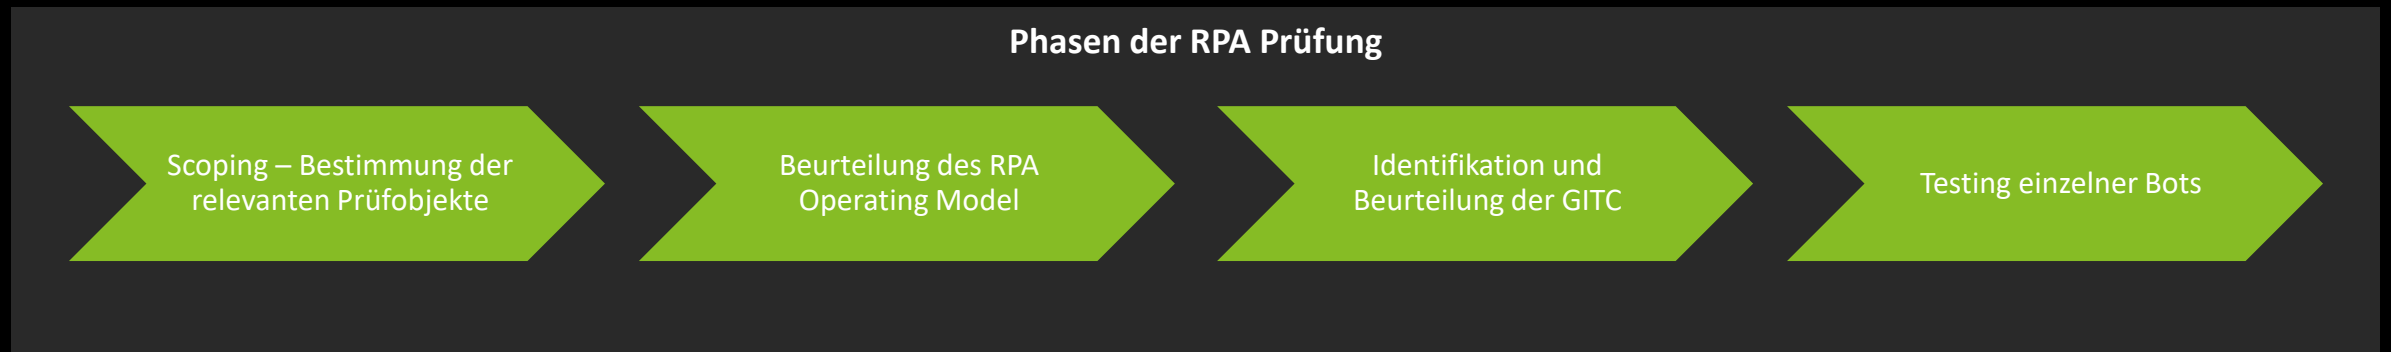 Phasen der RPA Prüfung
Scoping – Bestimmung der
relevanten Prüfobjekte
Beurteilung des RPA
Operating Model
Identifikation und
Beurteilung der GITC
Testing einzelner Bots